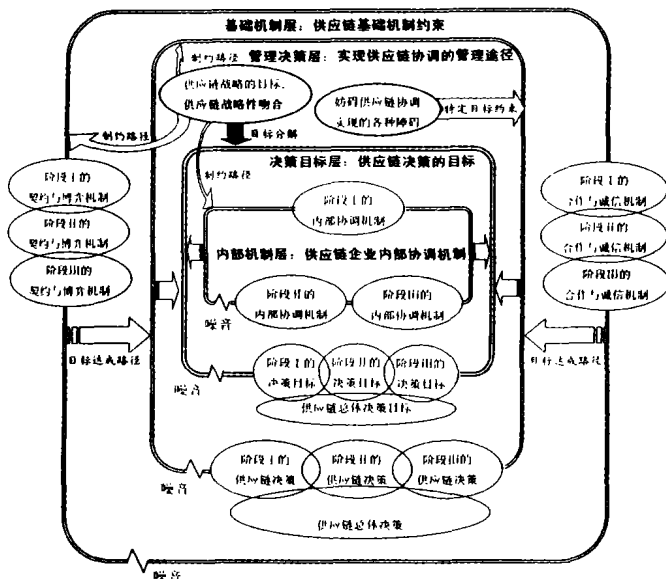 基础机制层：供应链基础机制约束
制约路径
管理决策层：实现供应链协调的管理途径
供应链战略的目标，
供应链战略性吻合
妨码供应链协调
实现的各种障码
特定目标约束
制约路径
目标分解
决策目标层：供应链决策的目标
制约路径
阶段I的
契约与博弈机制
阶段II的
契约与博弈机制
阶段III的
契约与博弈机制
阶段I的
内部协调机制
阶段I的
合作与诚信机制
阶段II的
合作与诚信机制
阶段III的
合作与诚信机制
内部机制层：供应链企业内部协调机制
阶段II的
内部协调机制
阶段III的
内部协调机制
噪音
目标达成路径
目标达成路径
阶段I的
决策目标
阶段II的
决策目标
阶段III的
决策目标
噪音
供应链总体决策目标
阶段I的
供应链决策
阶段II的
供应链决策
阶段III的
供应链决策
噪音
供应链总体决策
噪音